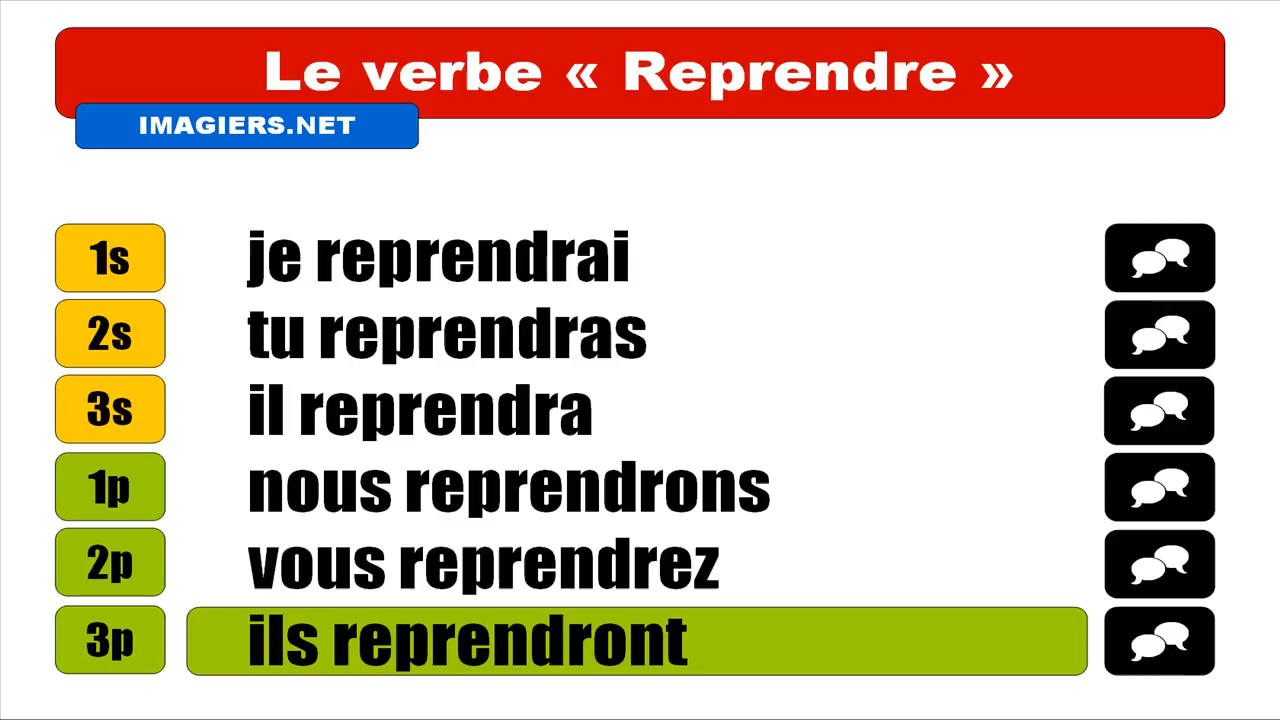 Le verbe « Reprendre »
IMAGIERS.NET
1s je reprendrai
2s tu reprendras
3s il reprendra
1p nous reprendrons
2p vous reprendrez
3p ils reprendront